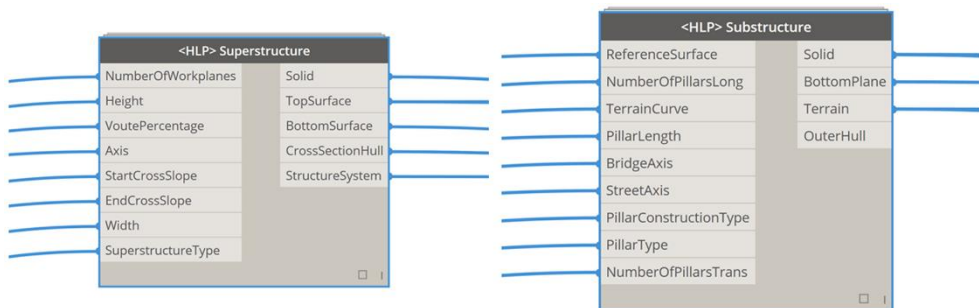 <HLP> Superstructure
NumberOfWorkplanes
Height
VoutePercentage
Axis
StartCrossSlope
EndCrossSlope
Width
SuperstructureType
Solid
TopSurface
BottomSurface
CrossSectionHull
StructureSystem
<HLP> Substructure
ReferenceSurface
NumberOfPillarsLong
TerrainCurve
PillarLength
BridgeAxis
StreetAxis
PillarConstructionType
PillarType
NumberOfPillarsTrans
Solid
BottomPlane
Terrain
OuterHull